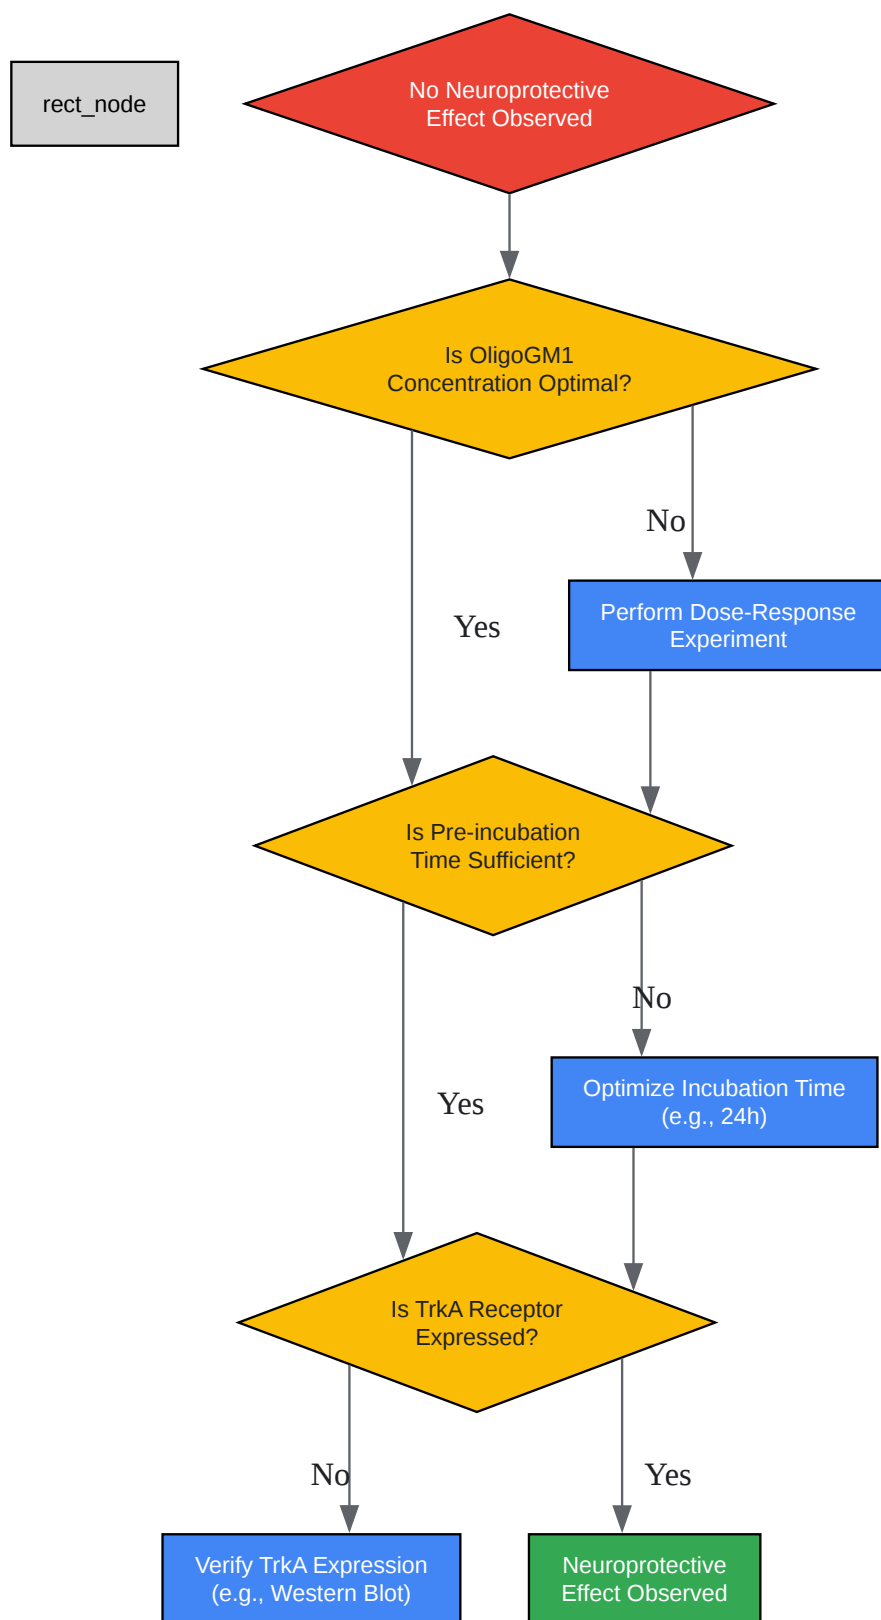 rect_node
No Neuroprotective
Effect Observed
Is OligoGM1
Concentration Optimal?
No
Yes
Perform Dose-Response
Experiment
Is Pre-incubation
Time Sufficient?
No
Yes
Optimize Incubation Time
(e.g., 24h)
Is TrkA Receptor
Expressed?
No
Yes
Verify TrkA Expression
(e.g., Western Blot)
Neuroprotective
Effect Observed